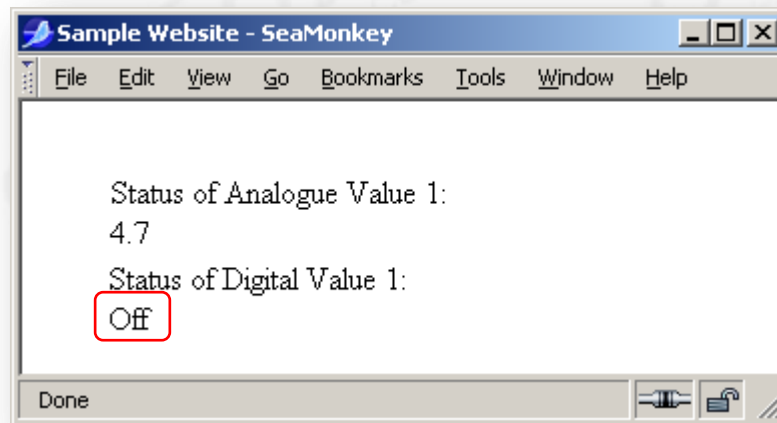 Sample Website - SeaMonkey
File Edit View Go Bookmarks Tools Window Help
Status of Analogue Value 1:
4.7
Status of Digital Value 1:
Off
Done